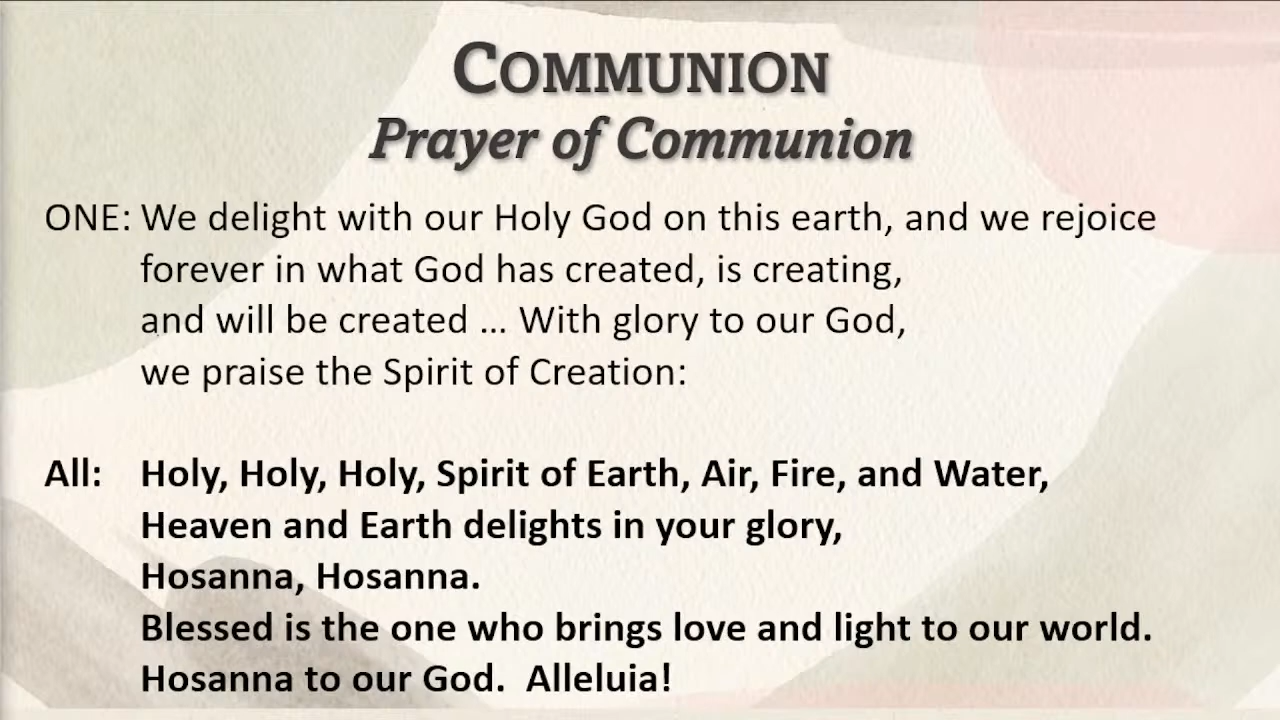 COMMUNION
Prayer of Communion
ONE: We delight with our Holy God on this earth, and we rejoice
forever in what God has created, is creating,
and will be created ... With glory to our God,
we praise the Spirit of Creation:
All: Holy, Holy, Holy, Spirit of Earth, Air, Fire, and Water,
Heaven and Earth delights in your glory,
Hosanna, Hosanna.
Blessed is the one who brings love and light to our world.
Hosanna to our God. Alleluia!